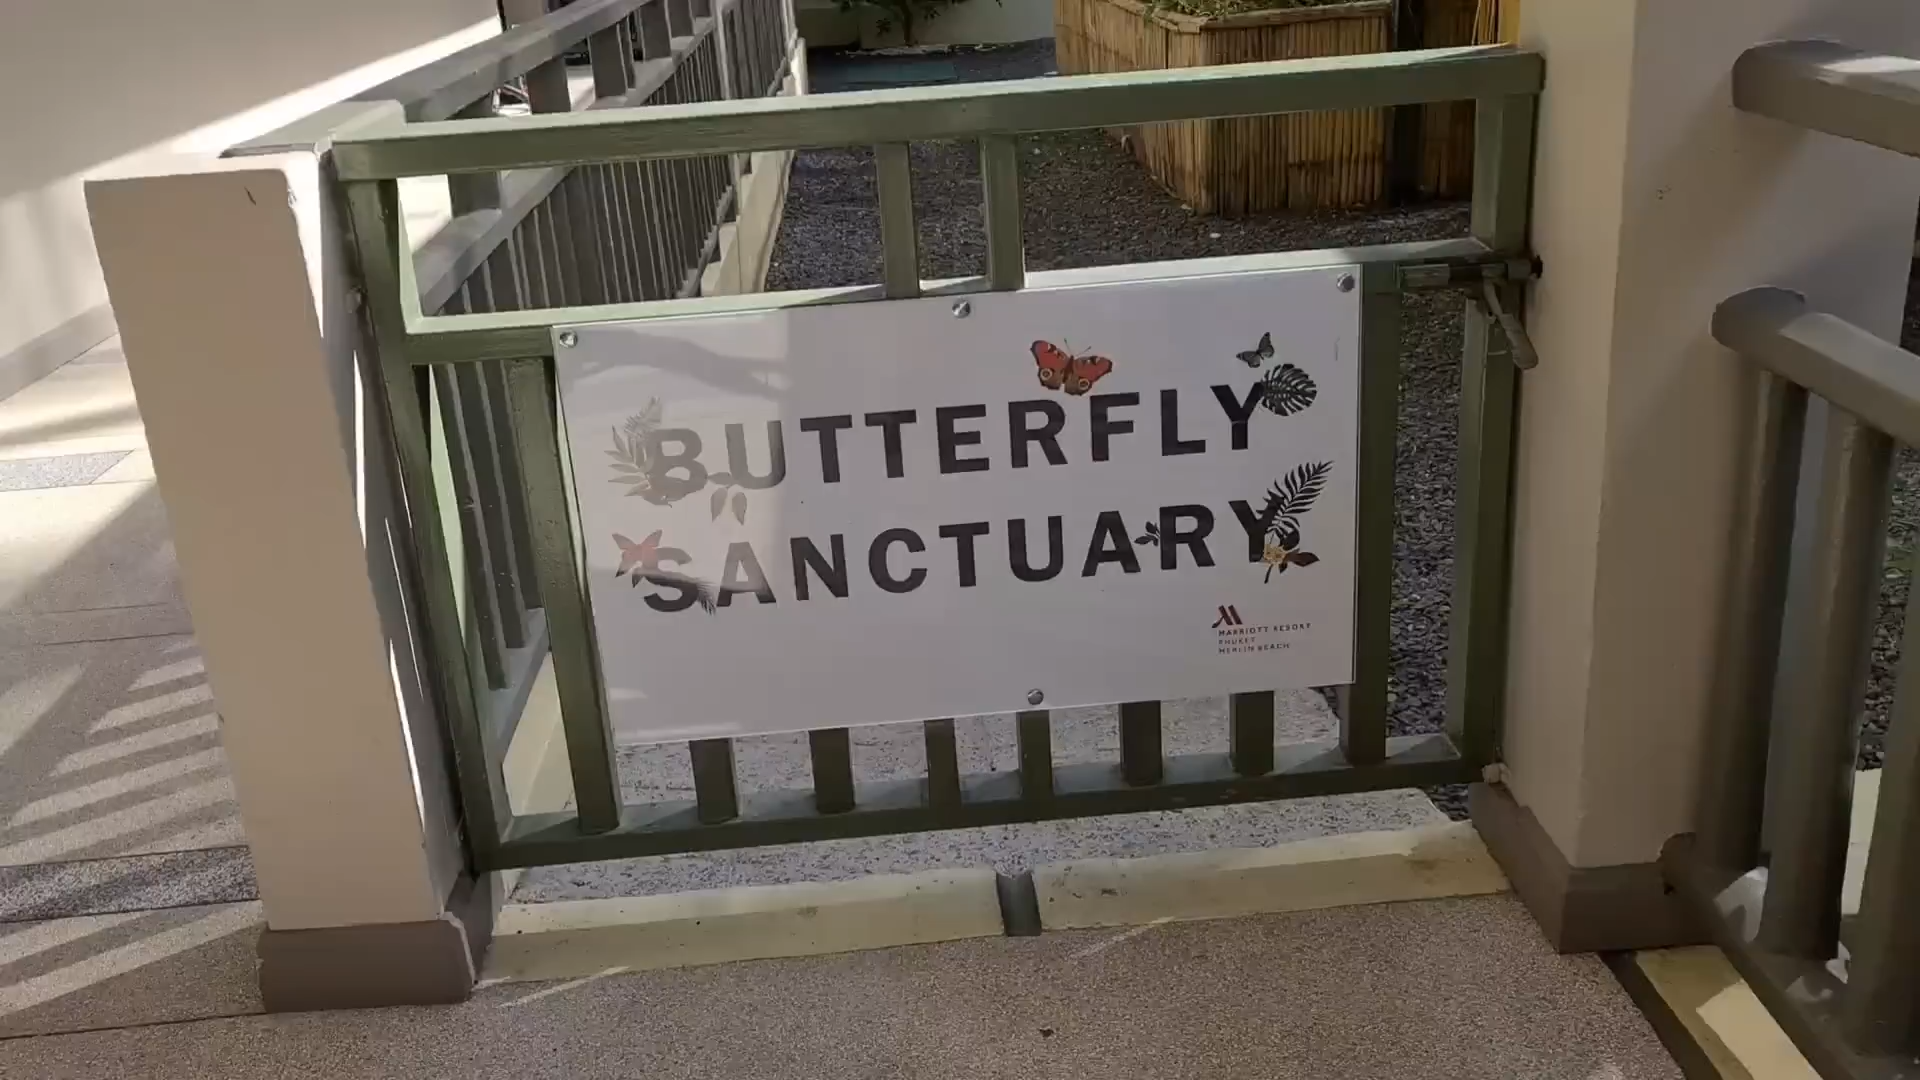 BUTTERFLY
SANCTUARY
MARRIOTT RESORT
PHUKET
MERLIN BEACH